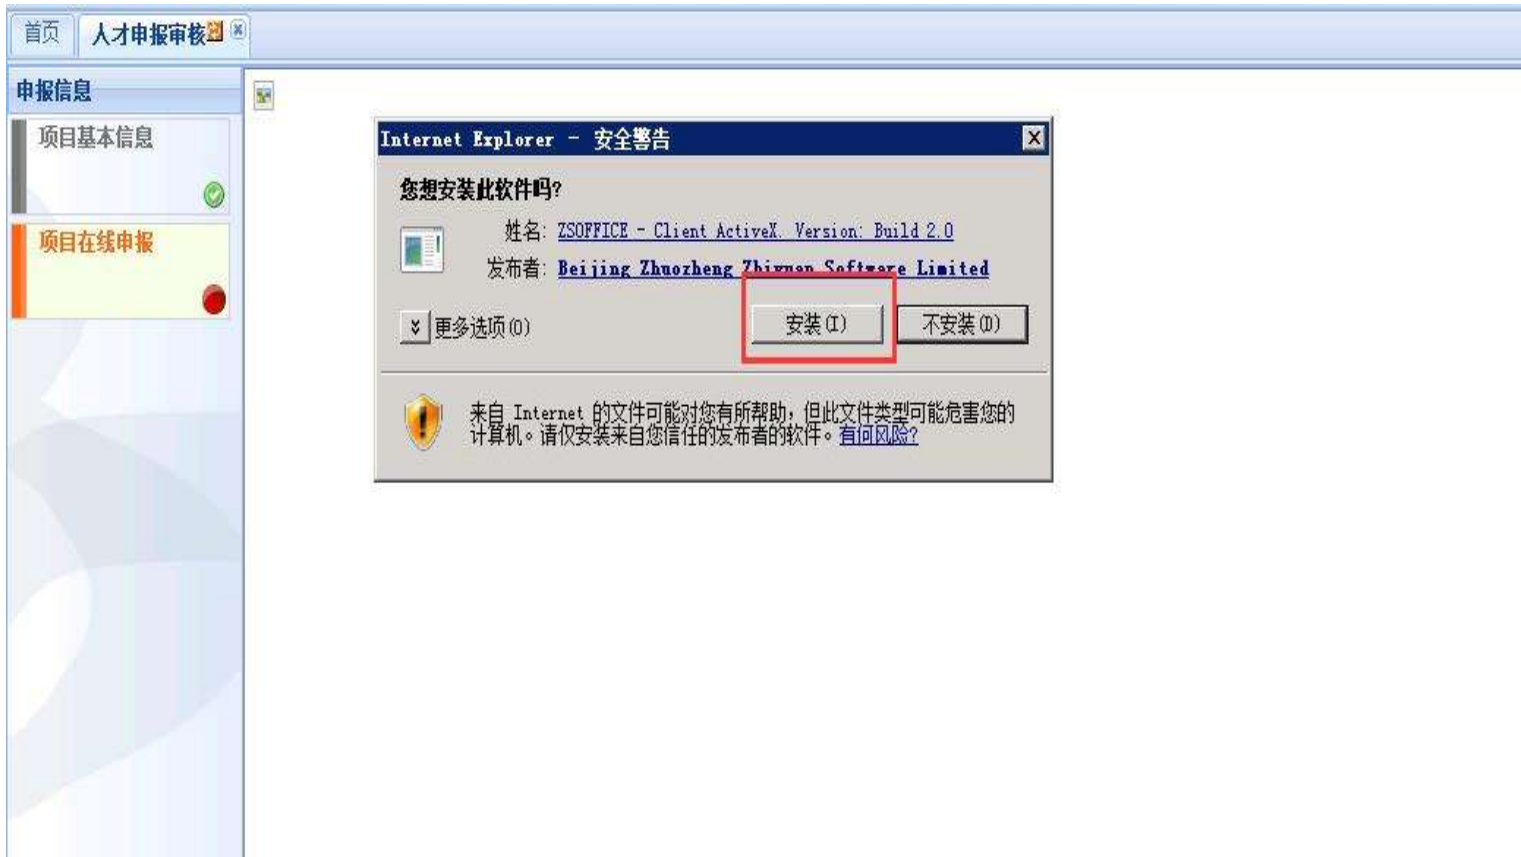 首页
人才申报审核
申报信息
项目基本信息
项目在线申报
Internet Explorer - 安全警告
您想安装此软件吗?
姓名: ZSOFFICE - Client ActiveX. Version: Build 2.0
发布者: Beijing Zhuozheng Zhiyuan Software Limited
更多选项(O)
安装(I)
不安装(D)
来自 Internet 的文件可能对您有所帮助，但此文件类型可能危害您的
计算机。请仅安装来自您信任的发布者的软件。有何风险?